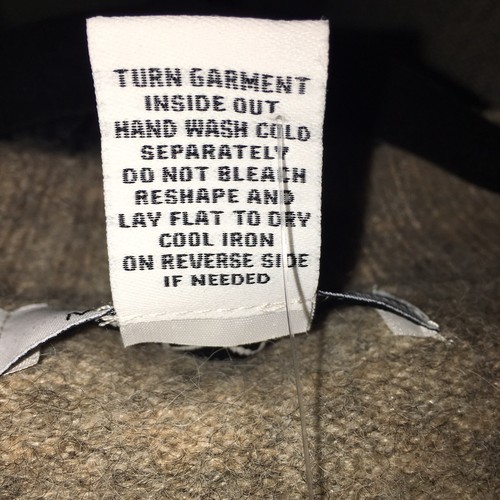 TURN GARMENT
INSIDE OUT
HAND WASH COLD
SEPARATELY
DO NOT BLEACH
RESHAPE AND
LAY FLAT TO DRY
COOL IRON
ON REVERSE SIDE
IF NEEDED